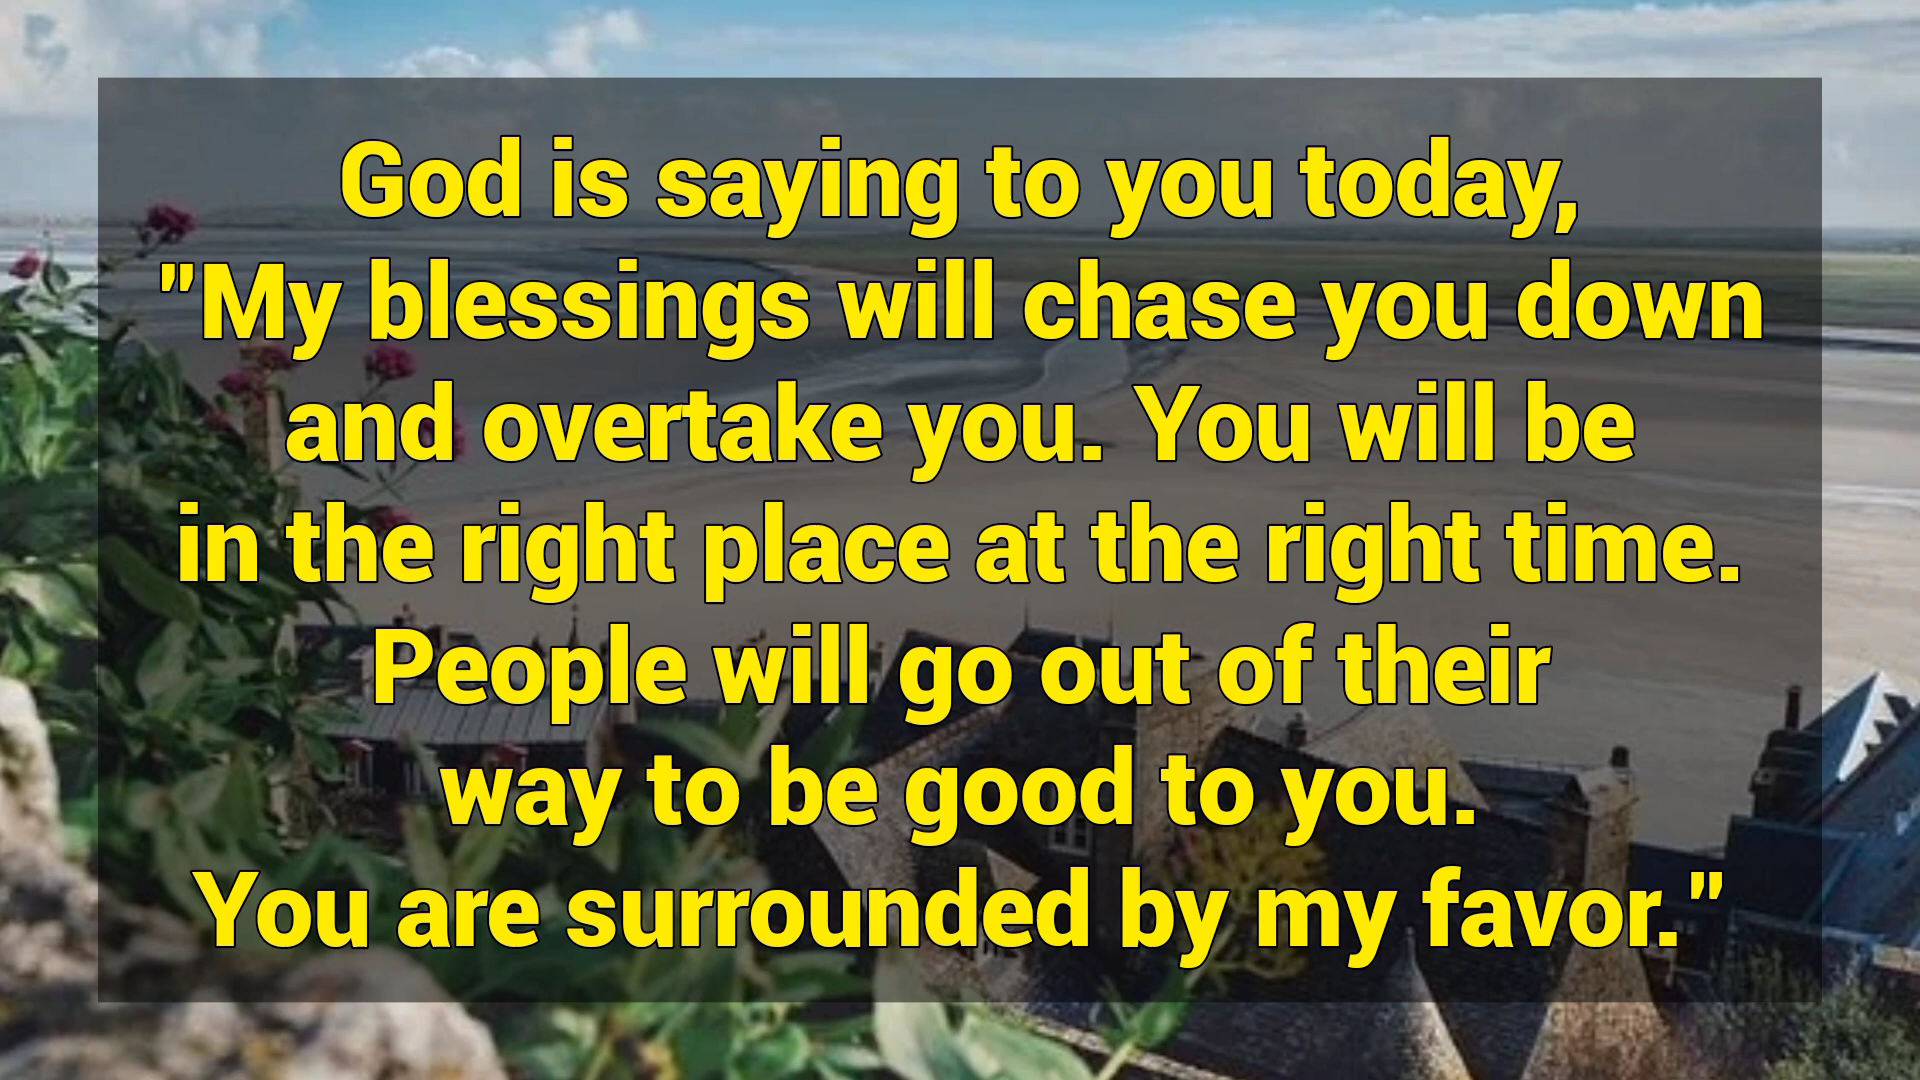 God is saying to you today,
"My blessings will chase you down
and overtake you. You will be
in the right place at the right time.
People will go out of their
way to be good to you.
You are surrounded by my favor."